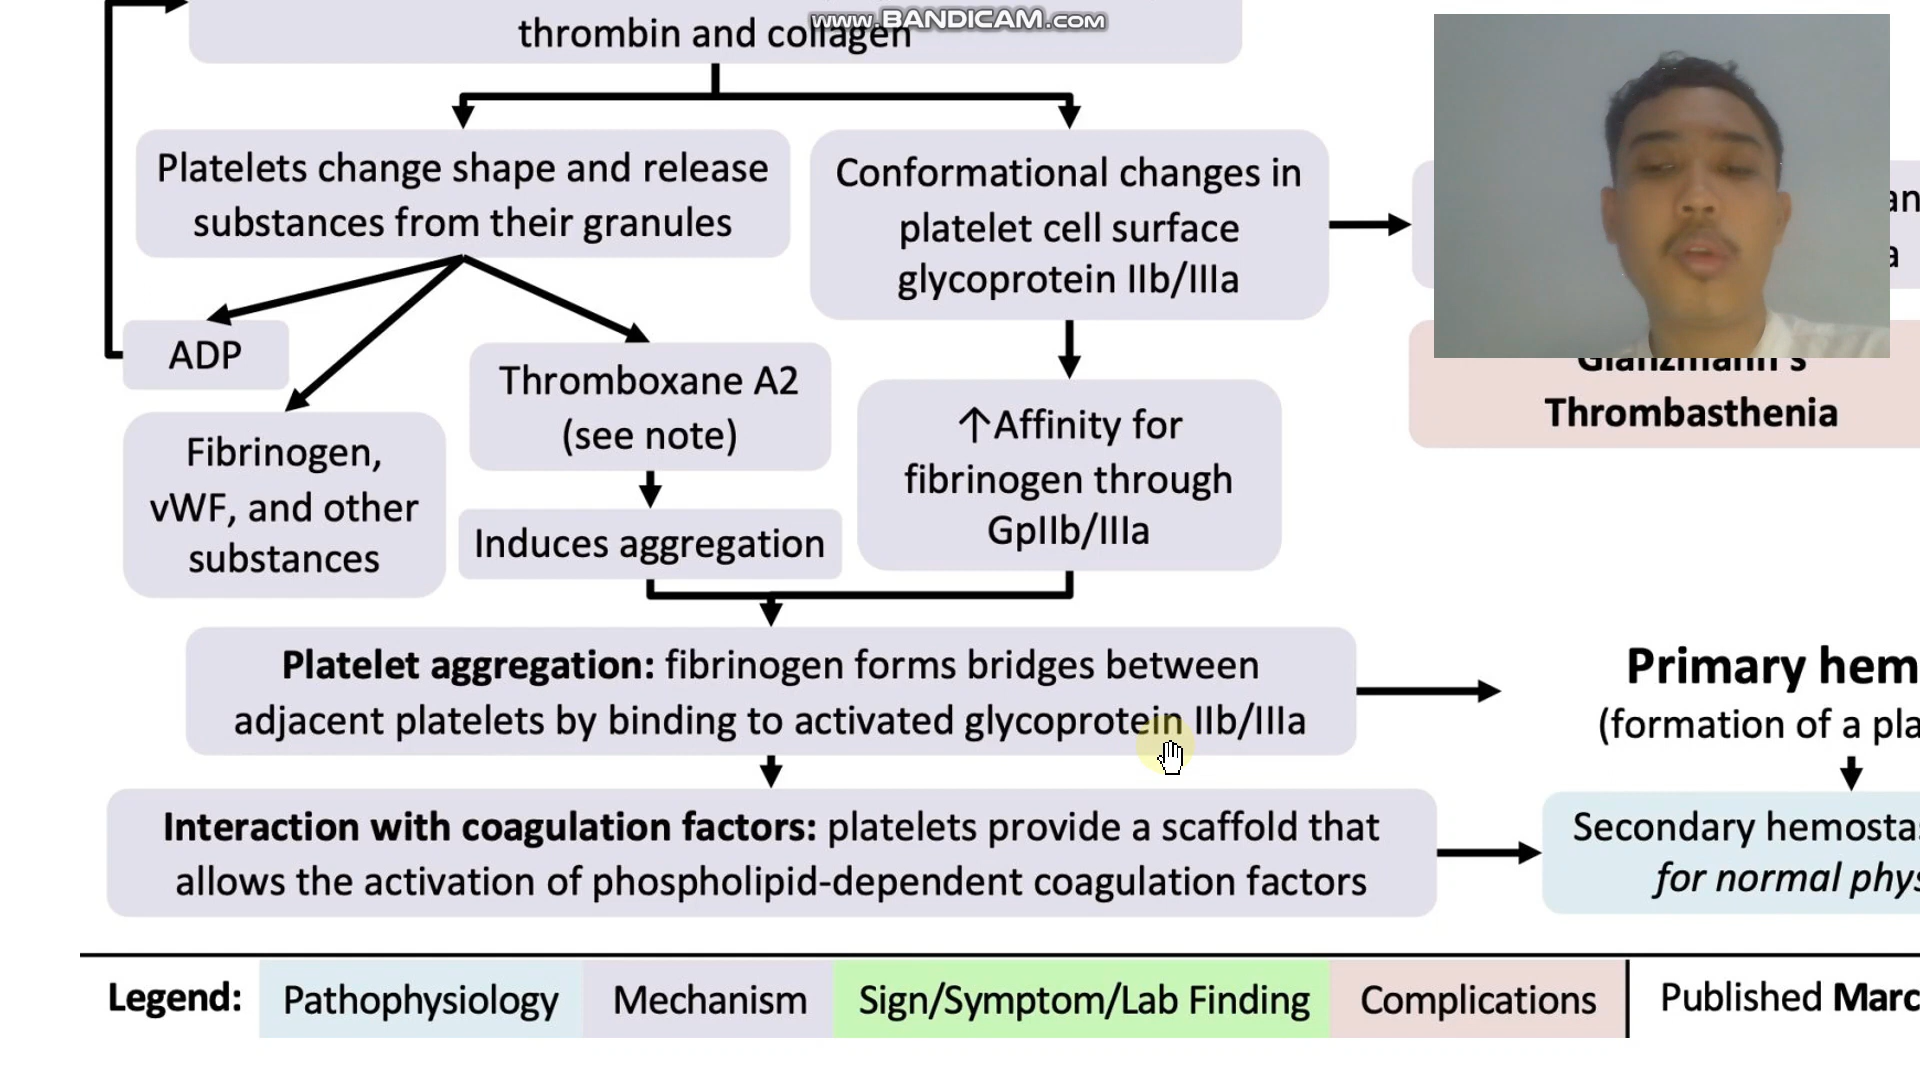 www.BANDICAM.com
thrombin and collagen
Platelets change shape and release
substances from their granules
Conformational changes in
platelet cell surface
glycoprotein IIb/IIIa
ADP
Thromboxane A2
(see note)
Fibrinogen,
vWF, and other
substances
Induces aggregation
↑Affinity for
fibrinogen through
GpIIb/IIIa
Glanzmann's
Thrombasthenia
Platelet aggregation: fibrinogen forms bridges between
adjacent platelets by binding to activated glycoprotein IIb/IIIa
Primary hem
(formation of a pla
Interaction with coagulation factors: platelets provide a scaffold that
allows the activation of phospholipid-dependent coagulation factors
Secondary hemosta
for normal phys
Legend:
Pathophysiology
Mechanism
Sign/Symptom/Lab Finding
Complications
Published Marc